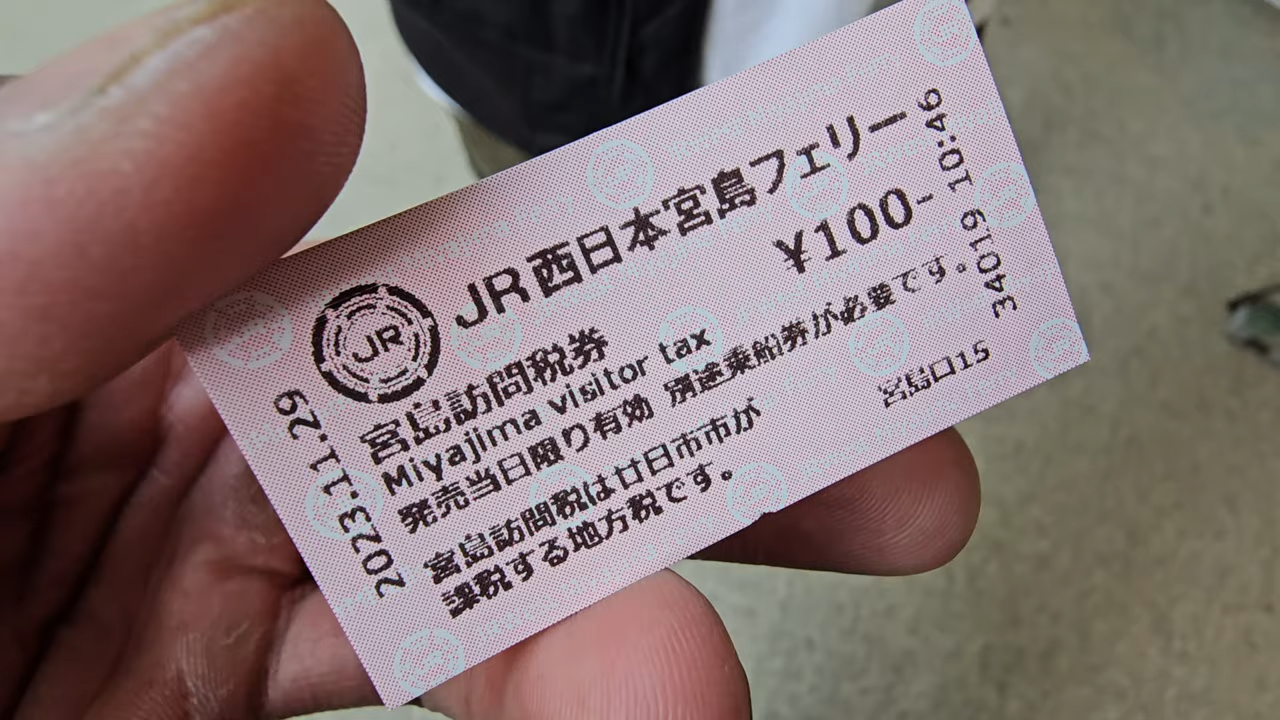 JR
JR西日本宮島フェリー
¥100-
宮島訪問税券
Miyajima visitor tax
発売当日限り有効 別途乗船券が必要です。
宮島訪問税は廿日市市が
課税する地方税です。
宮島口15
2023.11.29
34019 10:46